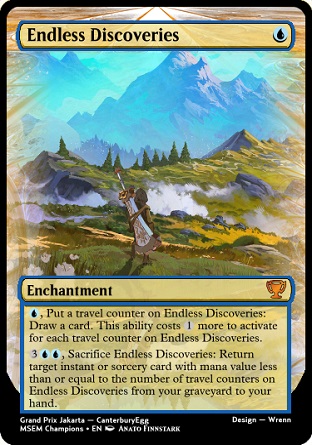 Endless Discoveries
Enchantment
, Put a travel counter on Endless Discoveries:
Draw a card. This ability costs 1 more to activate
for each travel counter on Endless Discoveries.
3 , Sacrifice Endless Discoveries: Return
target instant or sorcery card with mana value less
than or equal to the number of travel counters on
Endless Discoveries from your graveyard to your
hand.
Grand Prix Jakarta — CanterburyEgg
Design — Wrenn
MSEM Champions • EN Anato Finnstark